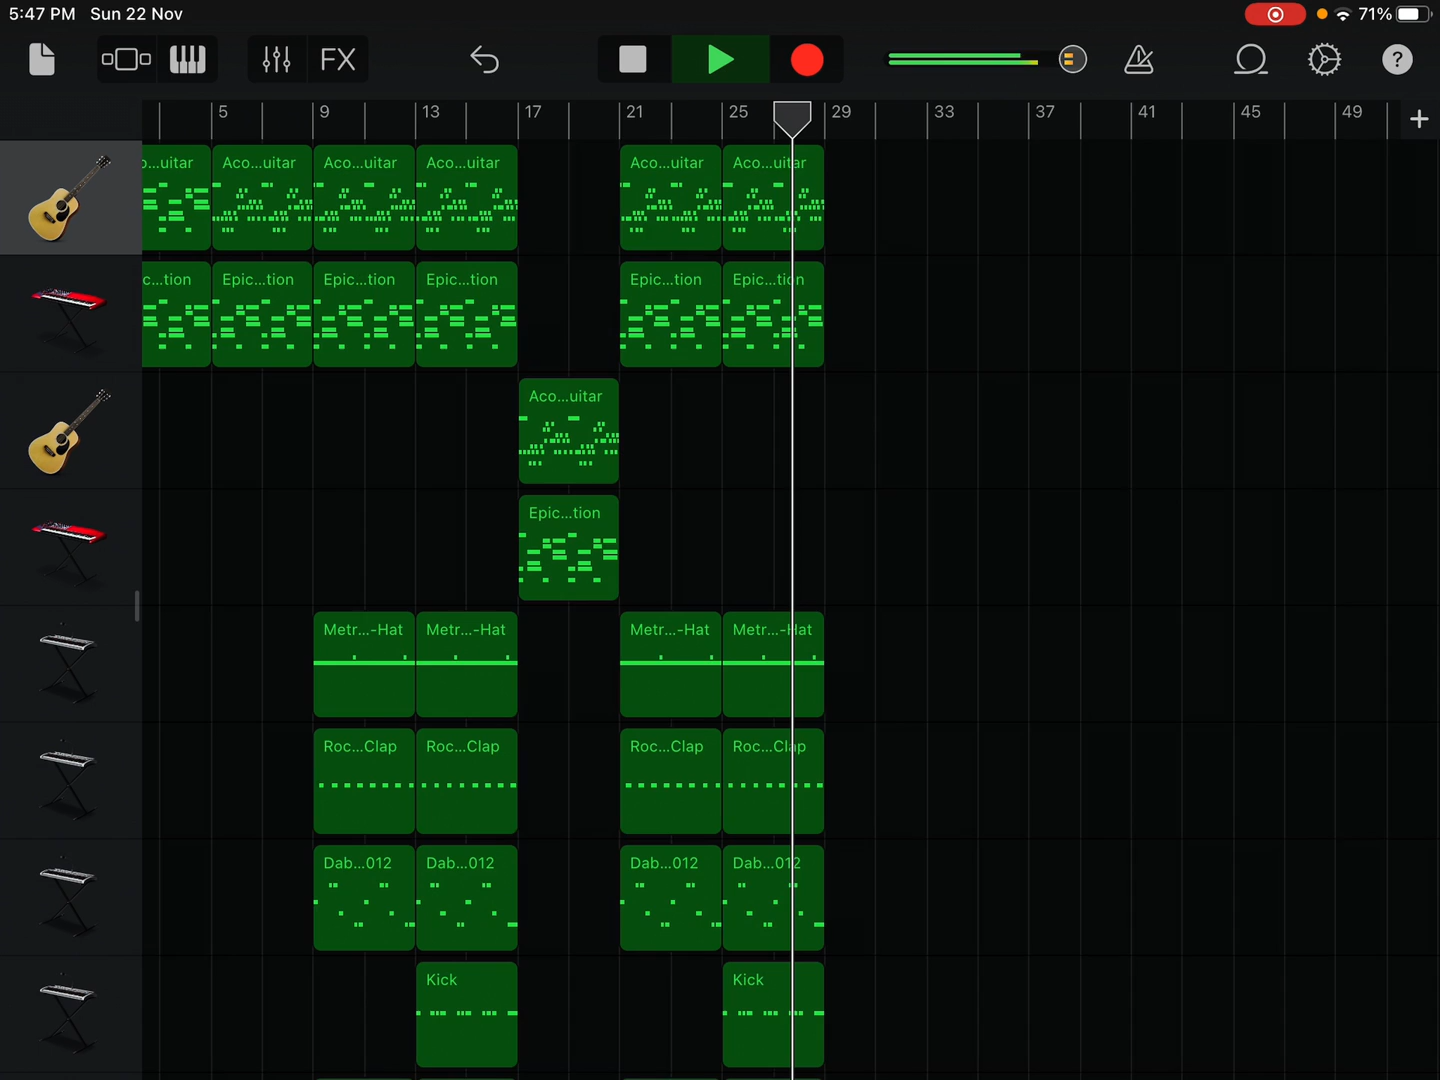 5:47 PM Sun 22 Nov 71%
FX ?
5 9 13 17 21 25 29 33 37 41 45 49 +
o...uitar Aco...uitar Aco...uitar Aco...uitar Aco...uitar Aco...uitar
c...tion Epic...tion Epic...tion Epic...tion Epic...tion Epic...tion
Aco...uitar
Epic...tion
Metr...-Hat Metr...-Hat Metr...-Hat Metr...-Hat
Roc...Clap Roc...Clap Roc...Clap Roc...Clap
Dab...012 Dab...012 Dab...012 Dab...012
Kick Kick